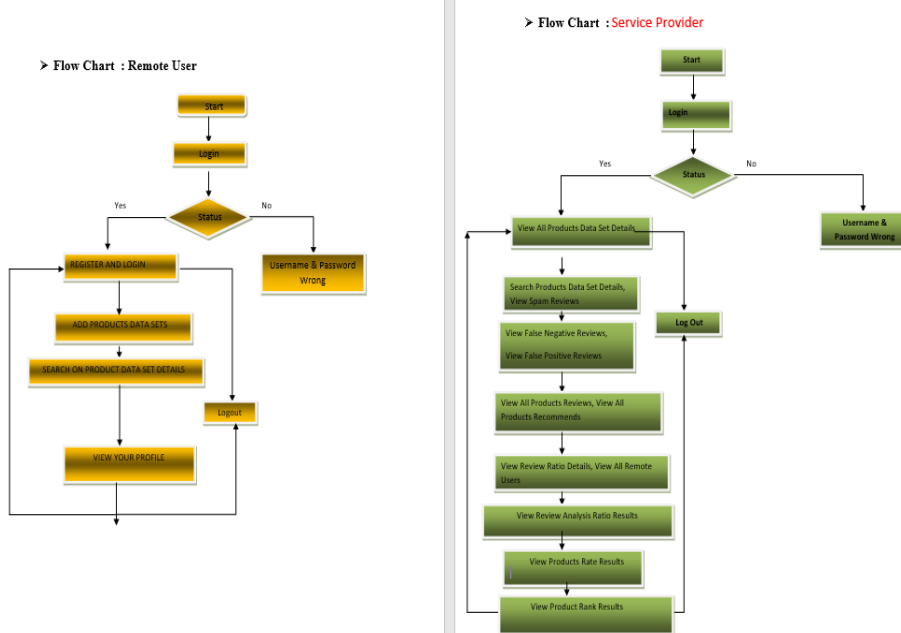 ➤ Flow Chart : Remote User
Start
Login
Status
Yes
No
REGISTER AND LOGIN
Username & Password
Wrong
ADD PRODUCTS DATA SETS
SEARCH ON PRODUCT DATA SET DETAILS
Logout
VIEW YOUR PROFILE
➤ Flow Chart : Service Provider
Start
Login
Status
Yes
No
View All Products Data Set Details
Username &
Password Wrong
Search Products Data Set Details,
View Spam Reviews
Log Out
View False Negative Reviews,
View False Positive Reviews
View All Products Reviews, View All
Products Recommends
View Review Ratio Details, View All Remote
Users
View Review Analysis Ratio Results
View Products Rate Results
View Product Rank Results